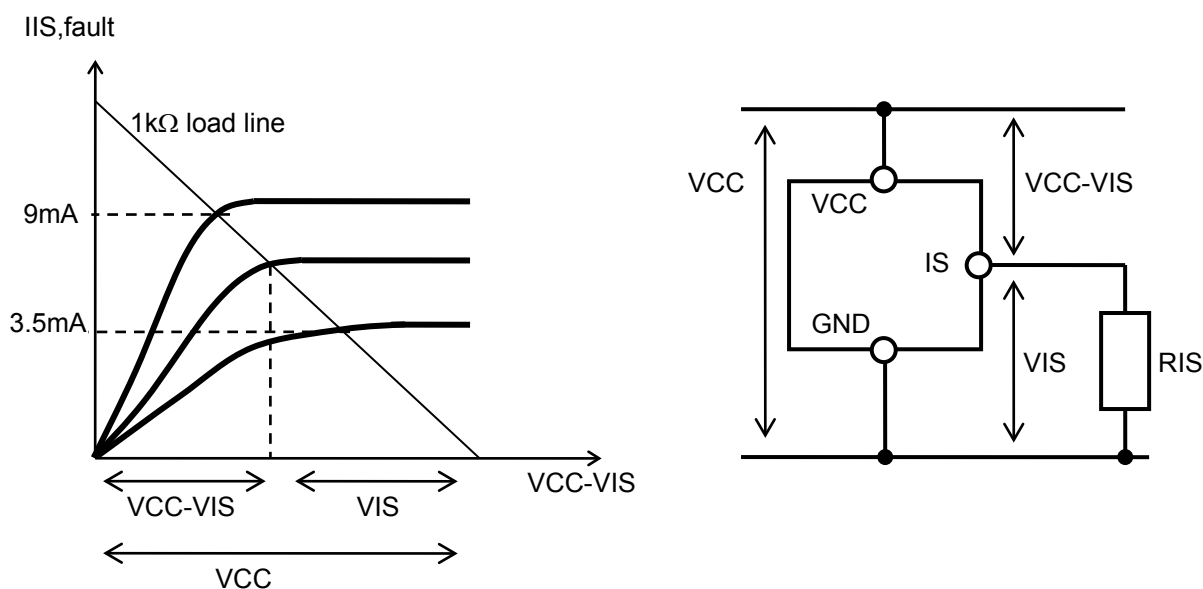 IIS,fault
1kΩ load line
9mA
3.5mA
VCC-VIS
VCC-VIS
VIS
VCC
VCC
VCC
VCC-VIS
IS
GND
VIS
RIS